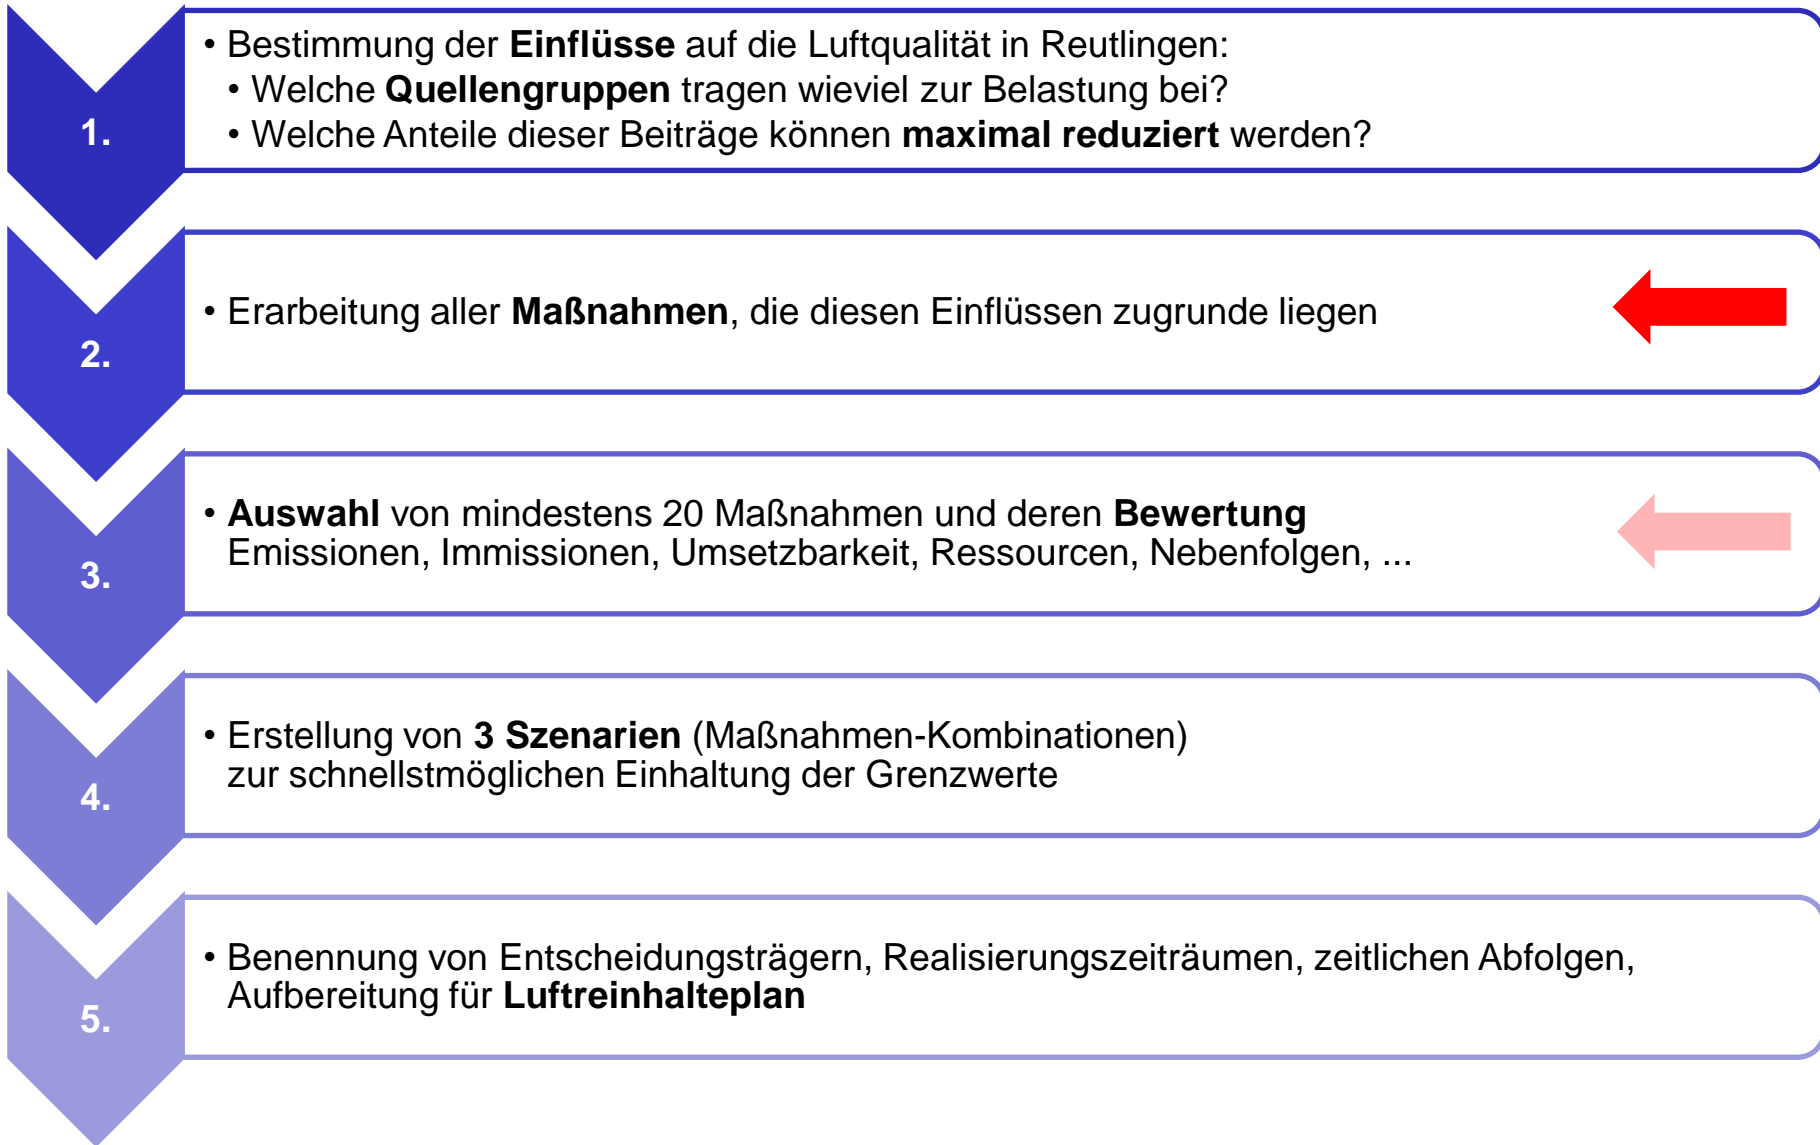 1.
• Bestimmung der Einflüsse auf die Luftqualität in Reutlingen:
• Welche Quellengruppen tragen wieviel zur Belastung bei?
• Welche Anteile dieser Beiträge können maximal reduziert werden?
2.
• Erarbeitung aller Maßnahmen, die diesen Einflüssen zugrunde liegen
3.
• Auswahl von mindestens 20 Maßnahmen und deren Bewertung
Emissionen, Immissionen, Umsetzbarkeit, Ressourcen, Nebenfolgen, ...
4.
• Erstellung von 3 Szenarien (Maßnahmen-Kombinationen)
zur schnellstmöglichen Einhaltung der Grenzwerte
5.
• Benennung von Entscheidungsträgern, Realisierungszeiträumen, zeitlichen Abfolgen,
Aufbereitung für Luftreinhalteplan